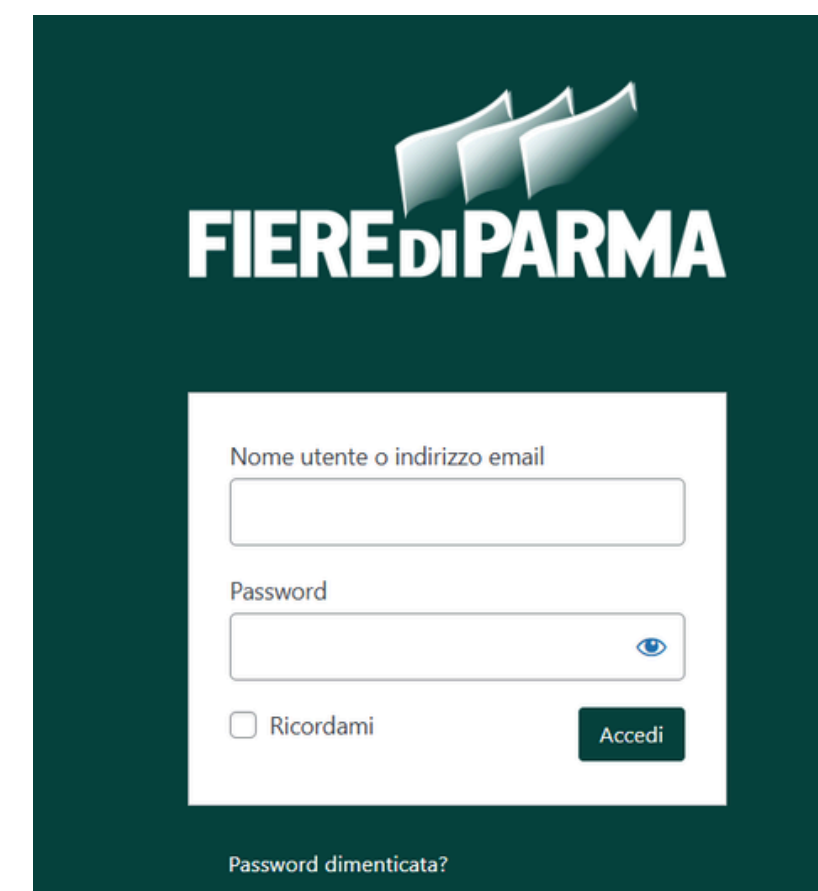 FIERE DI PARMA
Nome utente o indirizzo email
Password
Ricordami
Accedi
Password dimenticata?